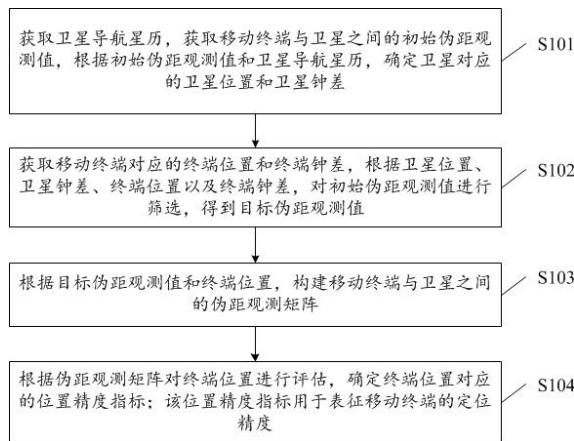 获取卫星导航星历，获取移动终端与卫星之间的初始伪距观
测值，根据初始伪距观测值和卫星导航星历，确定卫星对应
的卫星位置和卫星钟差
S101
获取移动终端对应的终端位置和终端钟差，根据卫星位置、
卫星钟差、终端位置以及终端钟差，对初始伪距观测值进行
筛选，得到目标伪距观测值
S102
根据目标伪距观测值和终端位置，构建移动终端与卫星之间
的伪距观测矩阵
S103
根据伪距观测矩阵对终端位置进行评估，确定终端位置对应
的位置精度指标；该位置精度指标用于表征移动终端的定位
精度
S104